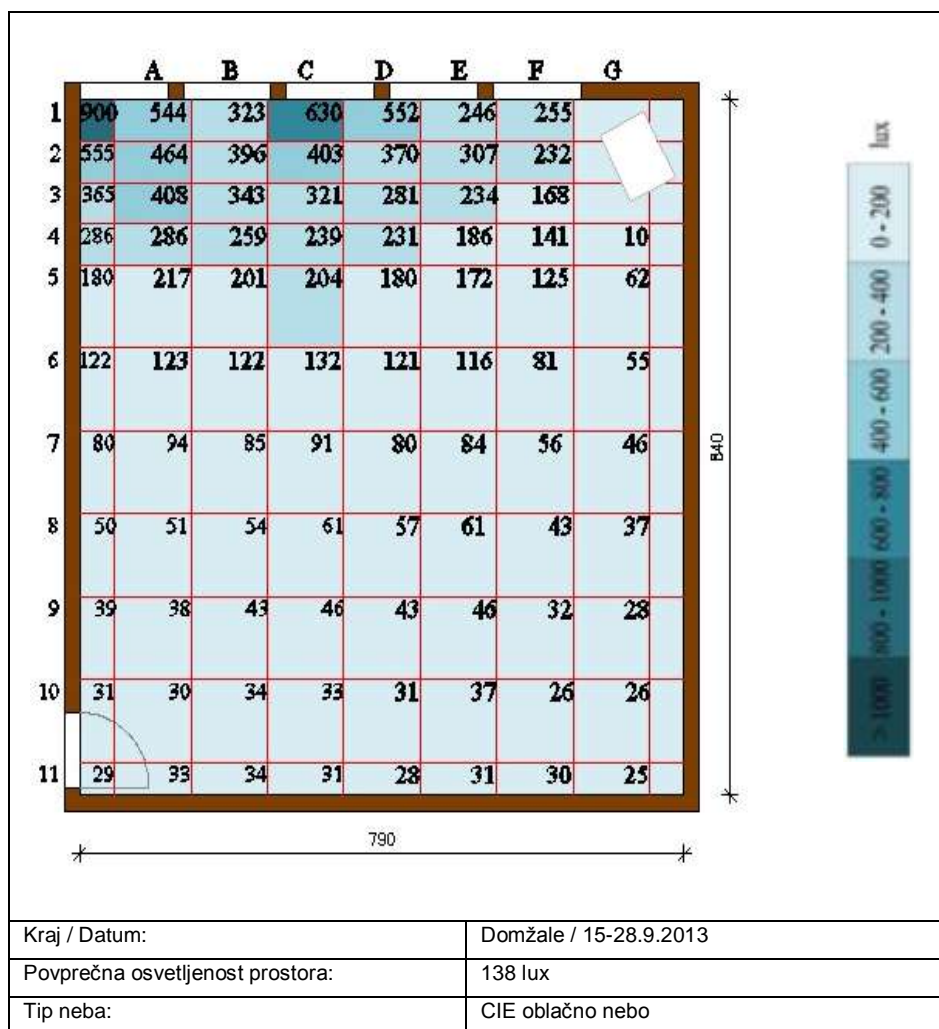 A B C D E F G
1 900 544 323 630 552 246 255
2 555 464 396 403 370 307 232
3 365 408 343 321 281 234 168
4 286 286 259 239 231 186 141 10
5 180 217 201 204 180 172 125 62
6 122 123 122 132 121 116 81 55
7 80 94 85 91 80 84 56 46
8 50 51 54 61 57 61 43 37
9 39 38 43 46 43 46 32 28
10 31 30 34 33 31 37 26 26
11 29 33 34 31 28 31 30 25
840
790
lux
0 - 200
200 - 400
400 - 600
600 - 800
800 - 1000
> 1000
Kraj / Datum: Domžale / 15-28.9.2013
Povprečna osvetljenost prostora: 138 lux
Tip neba: CIE oblačno nebo